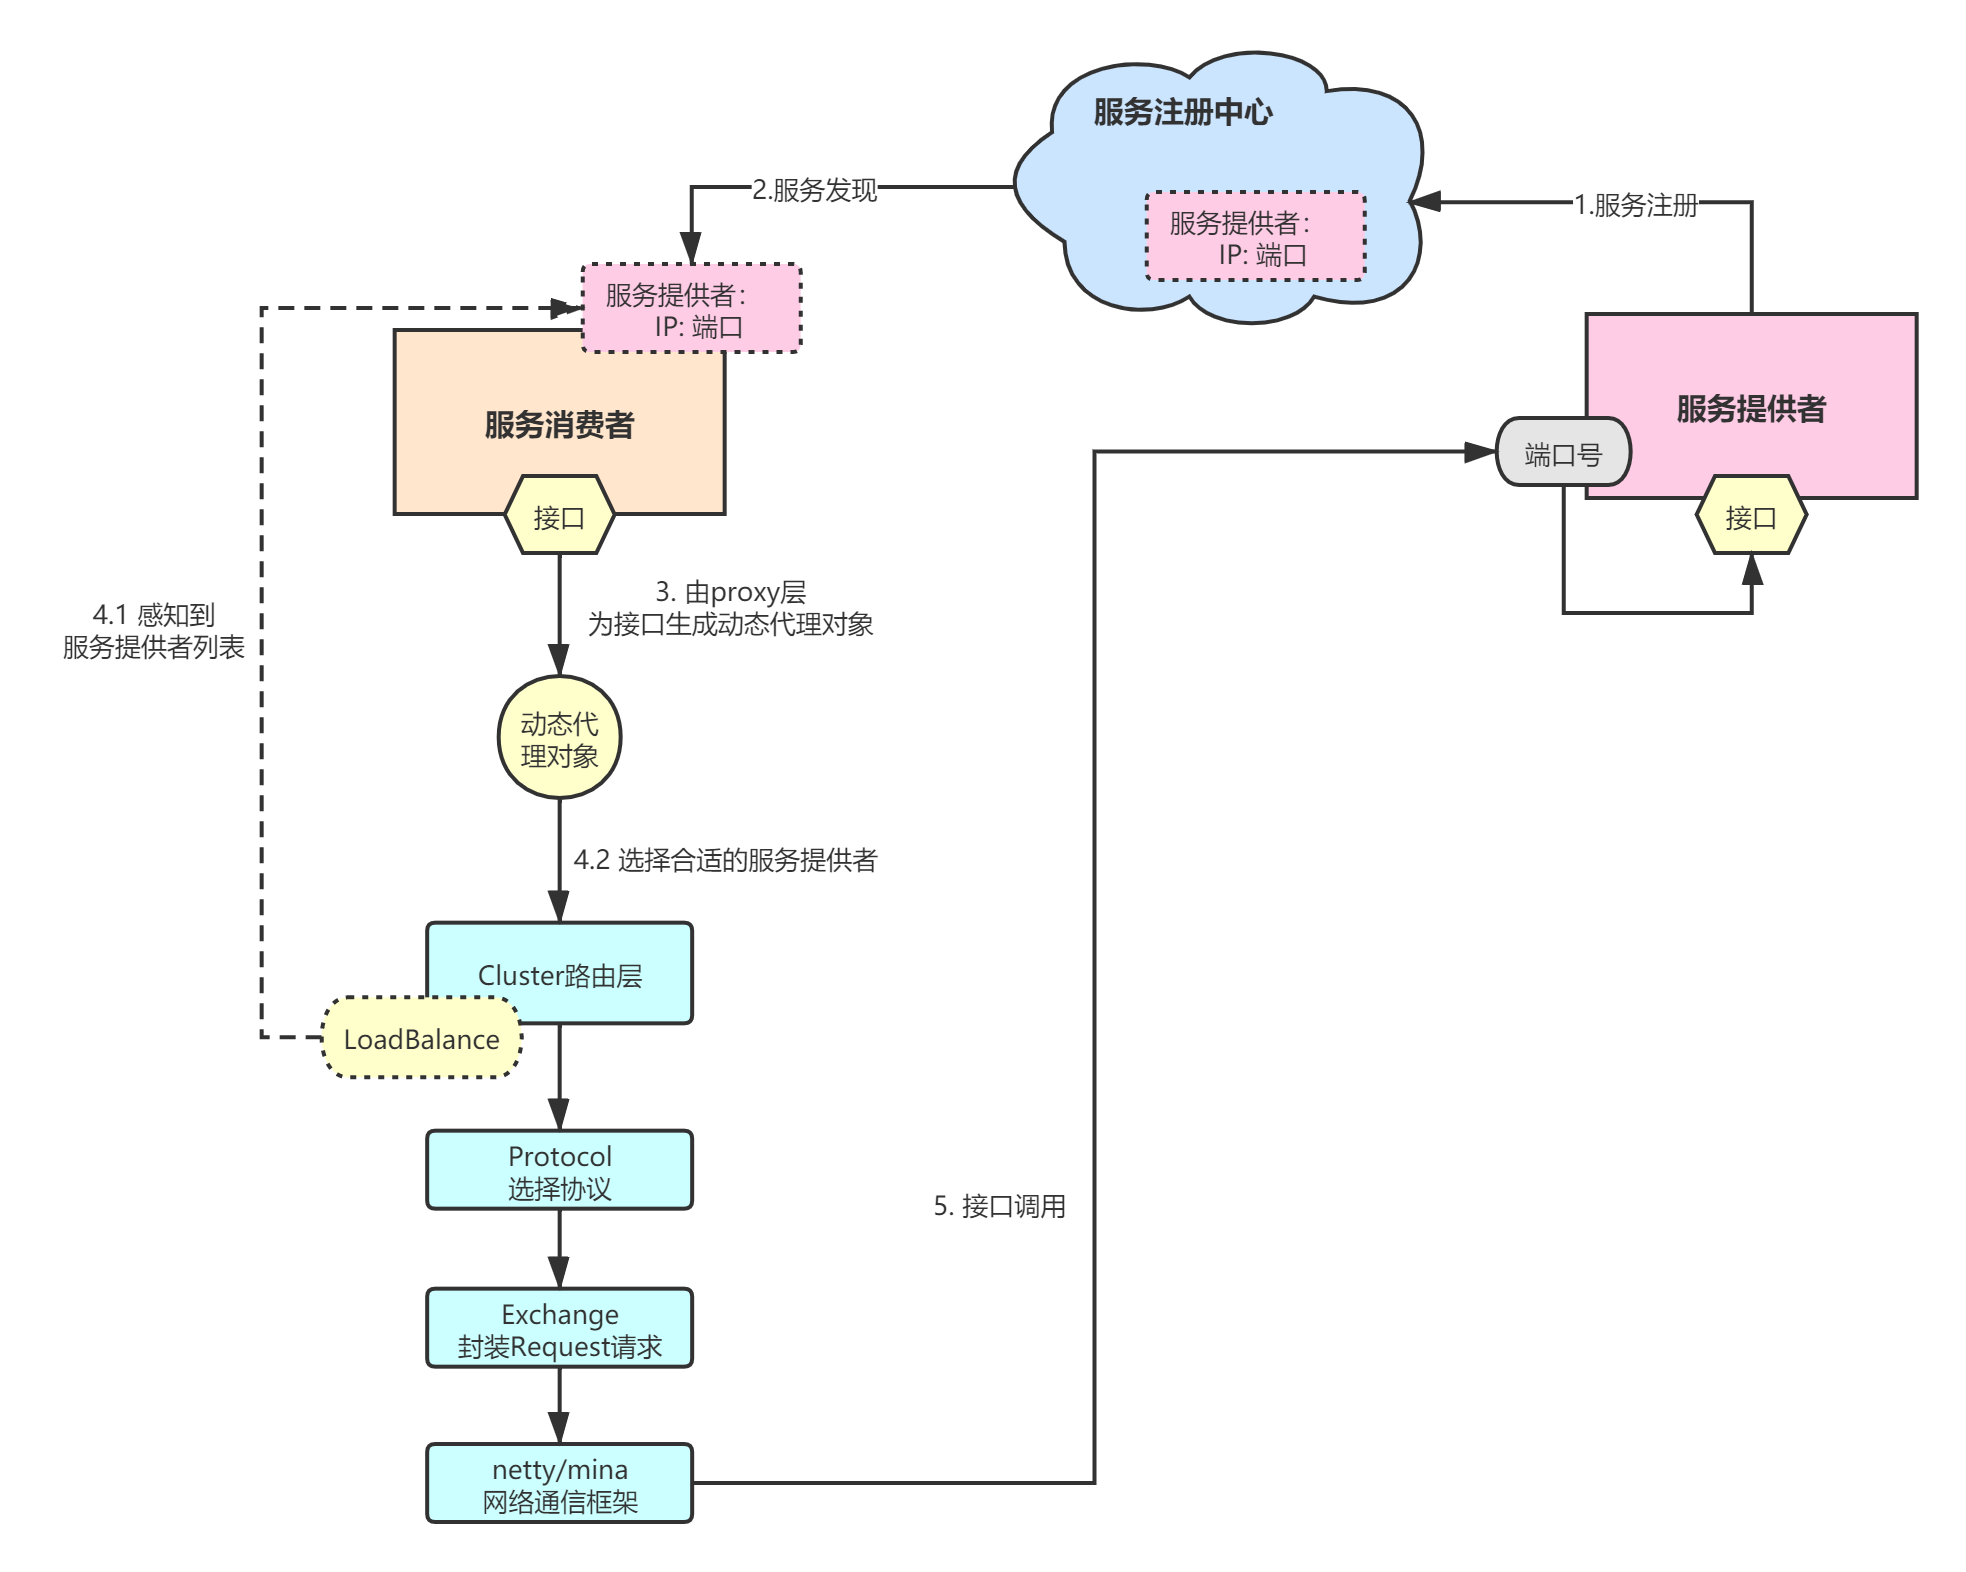 服务注册中心
服务提供者：
IP: 端口
1.服务注册
2.服务发现
服务提供者：
IP: 端口
服务消费者
接口
服务提供者
端口号
接口
3. 由proxy层
为接口生成动态代理对象
4.1 感知到
服务提供者列表
动态代
理对象
4.2 选择合适的服务提供者
Cluster路由层
LoadBalance
Protocol
选择协议
5. 接口调用
Exchange
封装Request请求
netty/mina
网络通信框架